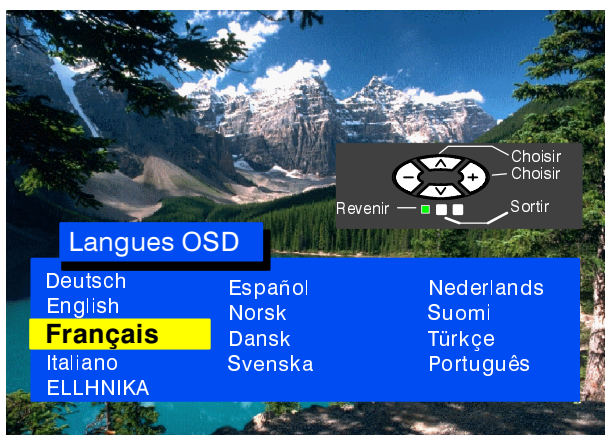 Choisir
Choisir
Revenir
Sortir
Langues OSD
Deutsch
English
Français
Italiano
ELLHNIKA
Español
Norsk
Dansk
Svenska
Nederlands
Suomi
Türkçe
Português